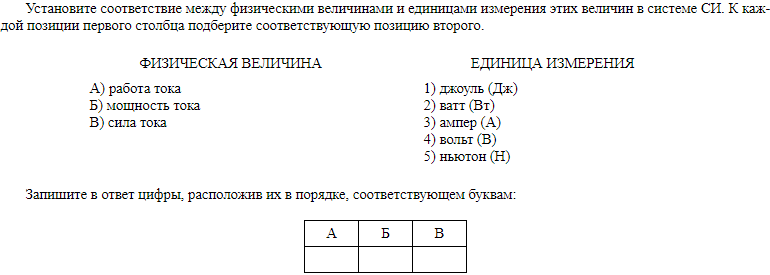 Установите соответствие между физическими величинами и единицами измерения этих величин в системе СИ. К каж-
дой позиции первого столбца подберите соответствующую позицию второго.
ФИЗИЧЕСКАЯ ВЕЛИЧИНА
А) работа тока
Б) мощность тока
В) сила тока
ЕДИНИЦА ИЗМЕРЕНИЯ
1) джоуль (Дж)
2) ватт (Вт)
3) ампер (А)
4) вольт (В)
5) ньютон (Н)
Запишите в ответ цифры, расположив их в порядке, соответствующем буквам:
А Б В